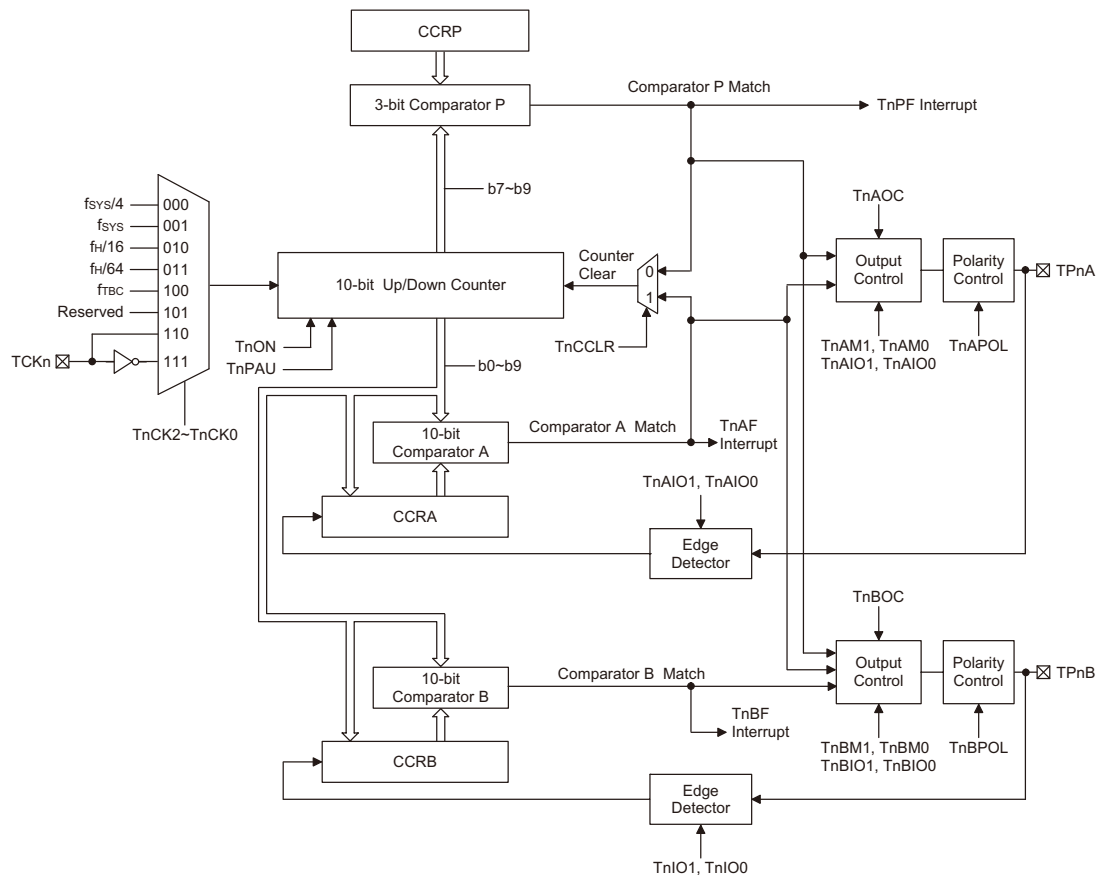 CCRP
3-bit Comparator P
Comparator P Match
TnPF Interrupt
b7~b9
fSYS/4
000
fSYS
001
fH/16
010
fH/64
011
fTBC
100
Reserved
101
110
TCKn
111
TnCK2~TnCK0
10-bit Up/Down Counter
TnON
TnPAU
Counter
Clear
0
1
TnCCLR
TnAOC
Output
Control
Polarity
Control
TPnA
TnAM1, TnAM0
TnAIO1, TnAIO0
TnAPOL
b0~b9
10-bit
Comparator A
Comparator A Match
TnAF
Interrupt
CCRA
TnAIO1, TnAIO0
Edge
Detector
TnBOC
Output
Control
Polarity
Control
TPnB
TnBM1, TnBM0
TnBIO1, TnBIO0
TnBPOL
10-bit
Comparator B
Comparator B Match
TnBF
Interrupt
CCRB
Edge
Detector
TnIO1, TnIO0